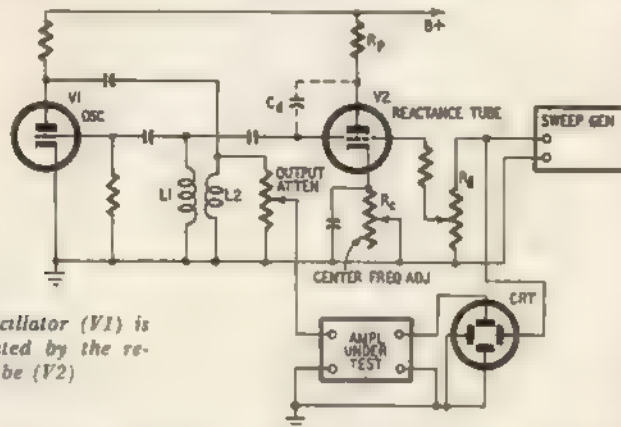 B+
Rp
V1
OSC
Cd
V2
REACTANCE TUBE
SWEEP GEN
L1
L2
OUTPUT
ATTEN
Rc
Rd
CENTER FREQ ADJ
CRT
AMPL
UNDER
TEST
cillator (V1) is
ted by the re-
be (V2)